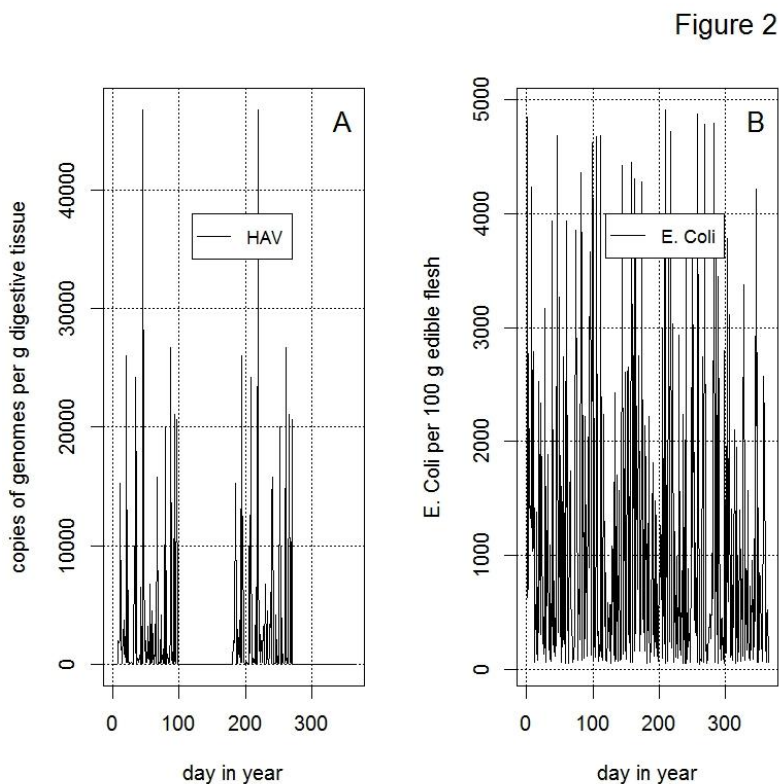 Figure 2
A
HAV
copies of genomes per g digestive tissue
0
10000
20000
30000
40000
0
100
200
300
day in year
B
E. Coli
E. Coli per 100 g edible flesh
0
1000
2000
3000
4000
5000
0
100
200
300
day in year